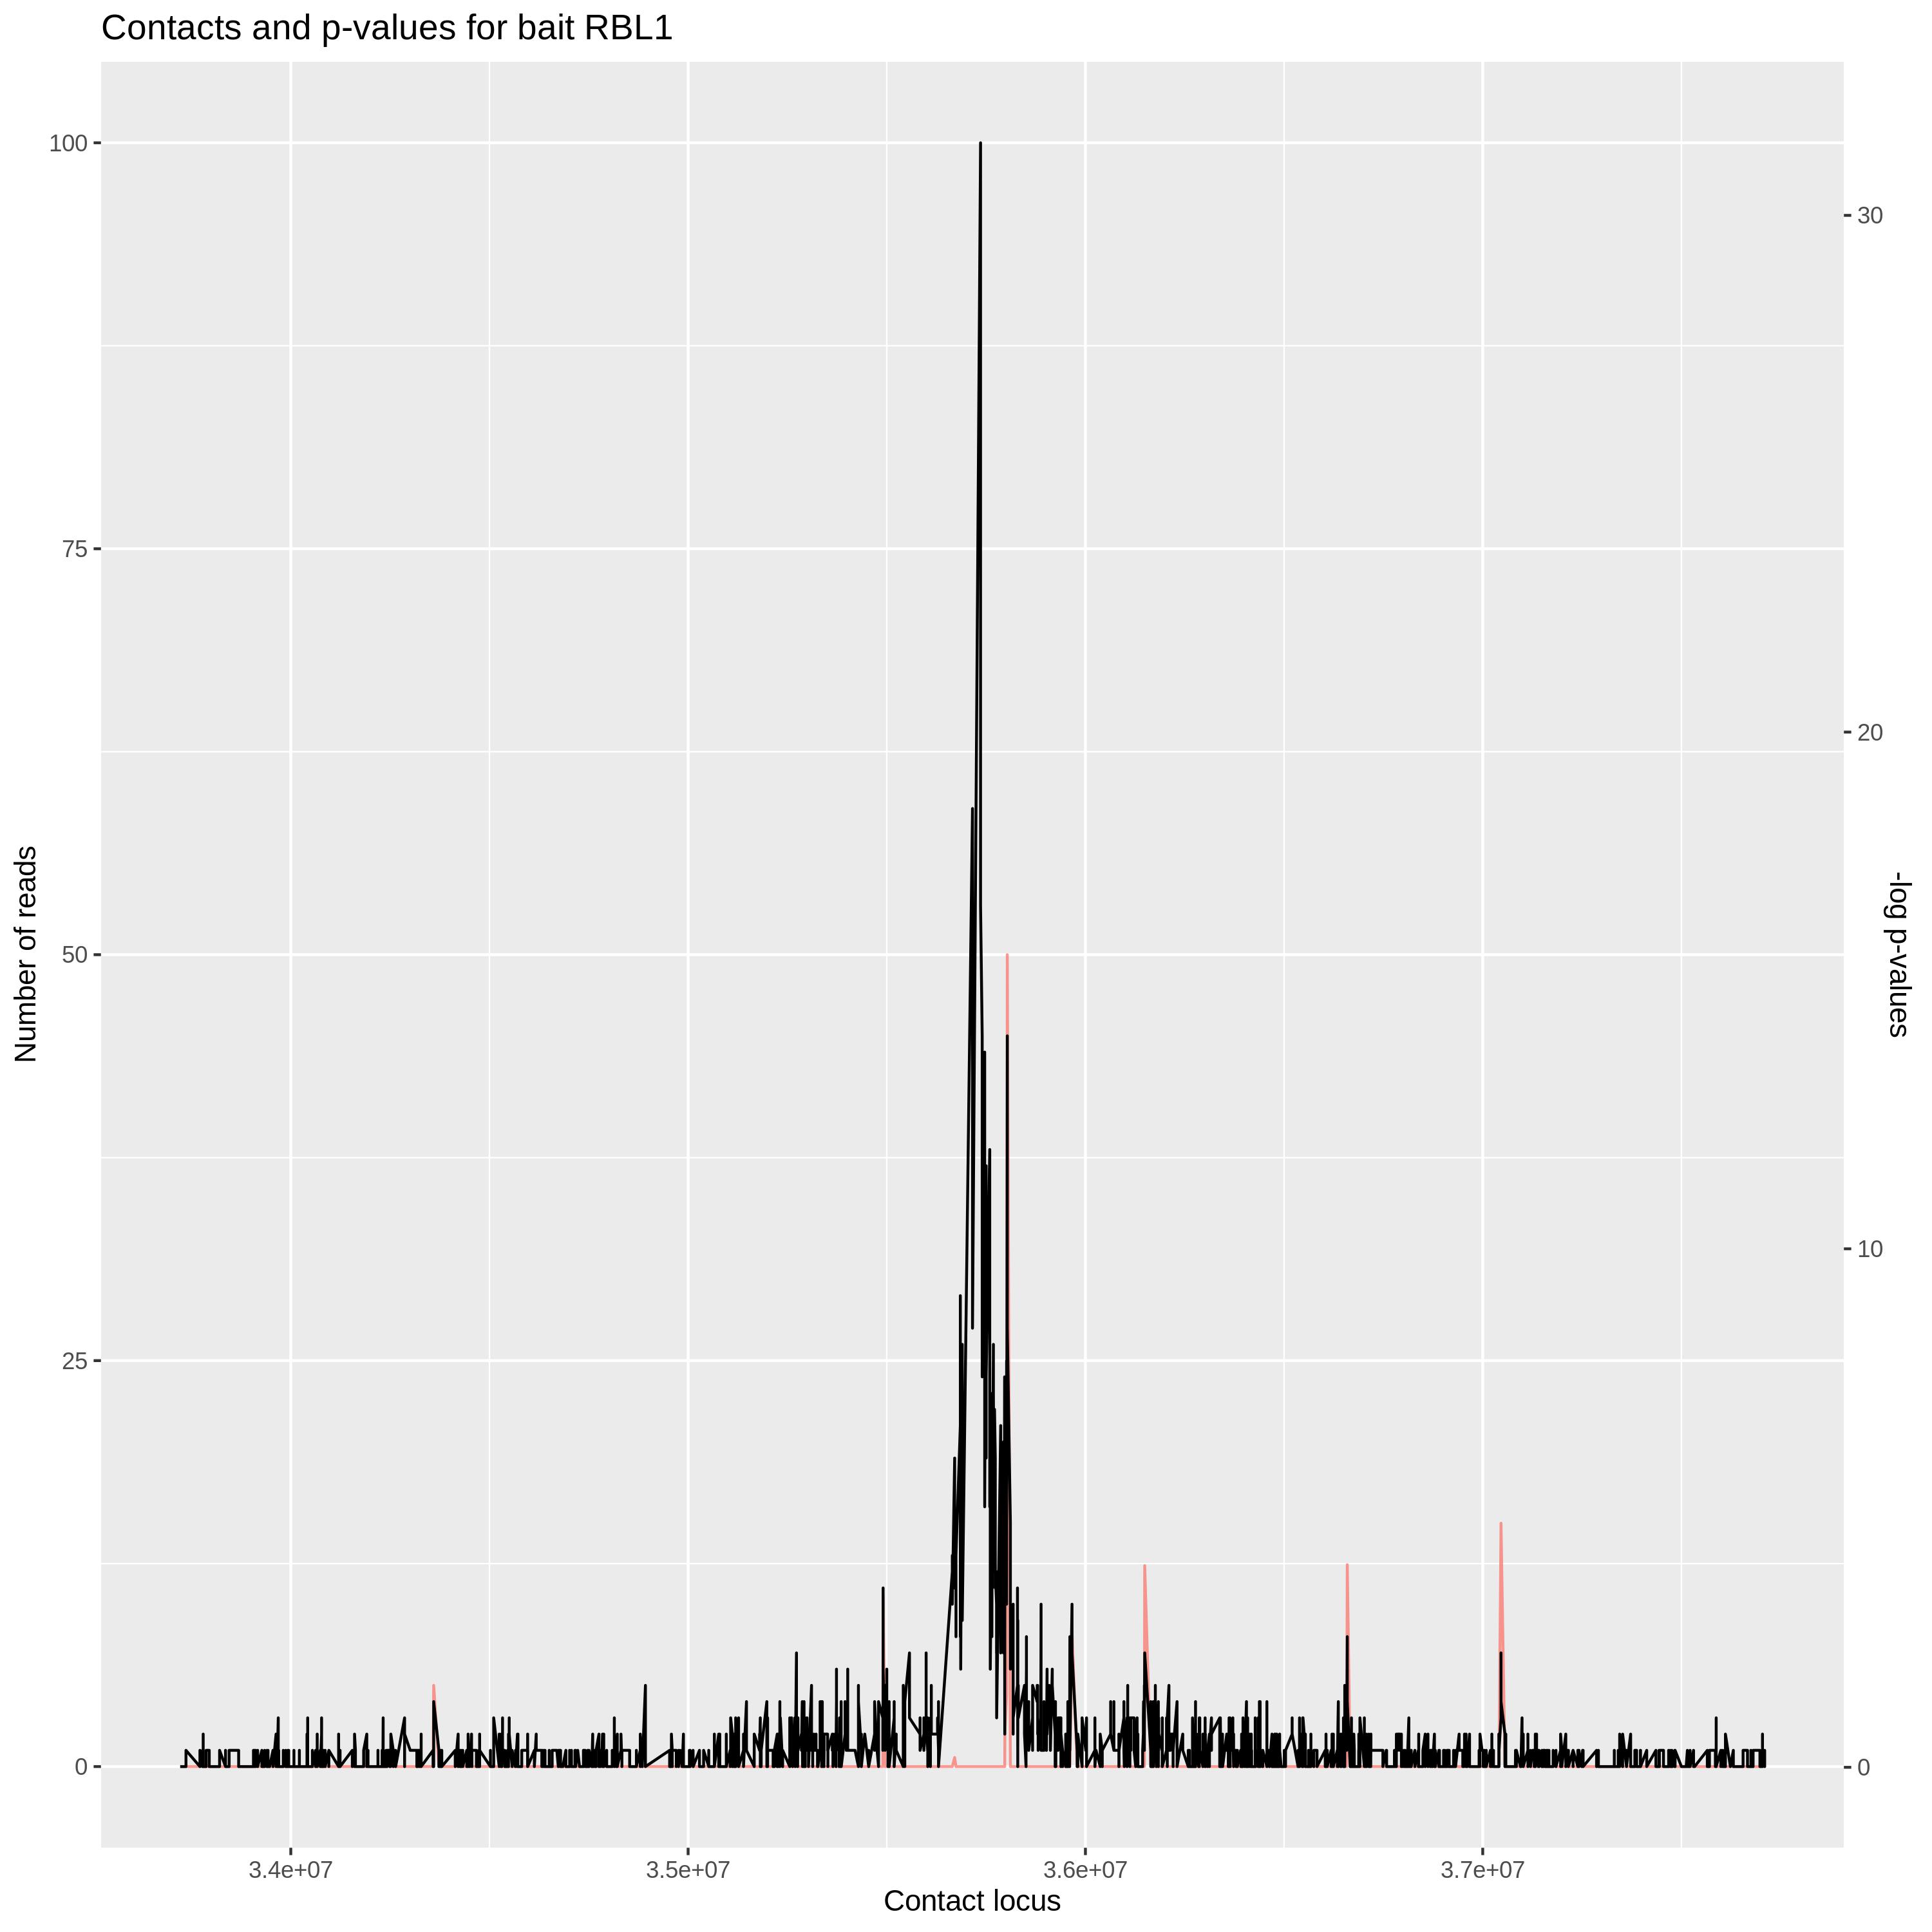 Contacts and p-values for bait RBL1
100
75
50
25
0
Number of reads
30
20
10
0
-log p-values
3.4e+07
3.5e+07
3.6e+07
3.7e+07
Contact locus